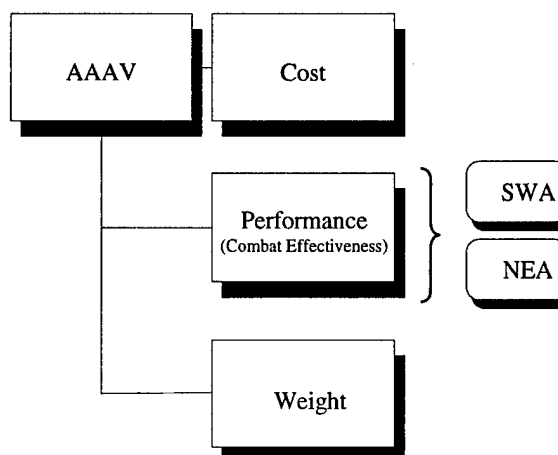 AAAV
Cost
Performance
(Combat Effectiveness)
SWA
NEA
Weight